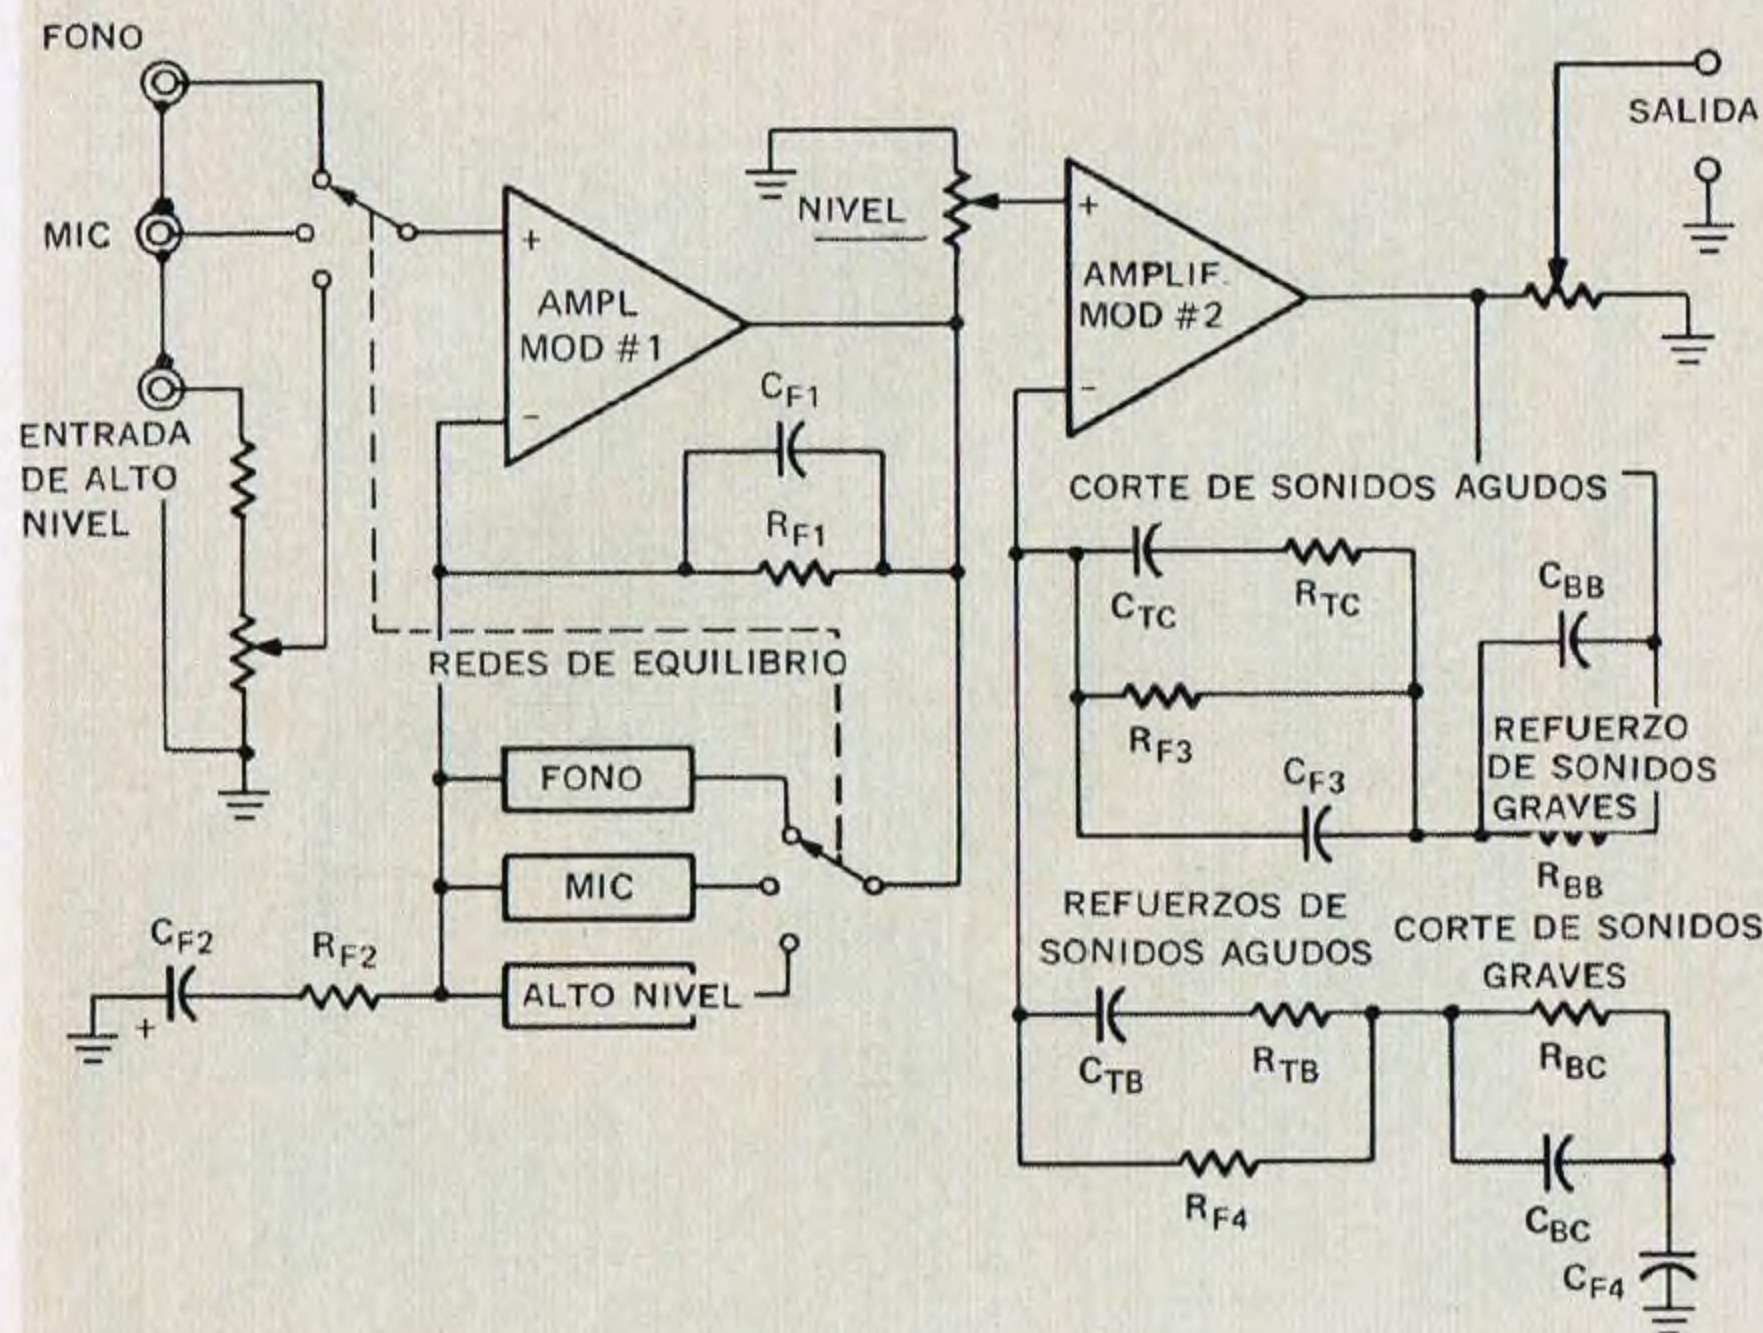 FONO
MIC
ENTRADA
DE ALTO
NIVEL
+
AMPL
MOD #1
-
NIVEL
+
AMPLIF.
MOD #2
-
SALIDA
CF1
RF1
REDES DE EQUILIBRIO
FONO
MIC
ALTO NIVEL
CF2
+
RF2
CORTE DE SONIDOS AGUDOS
CTC
RTC
RF3
CF3
CBB
REFUERZO
DE SONIDOS
GRAVES
RBB
REFUERZOS DE
SONIDOS AGUDOS
CTB
RTB
RF4
CORTE DE SONIDOS
GRAVES
RBC
CBC
CF4